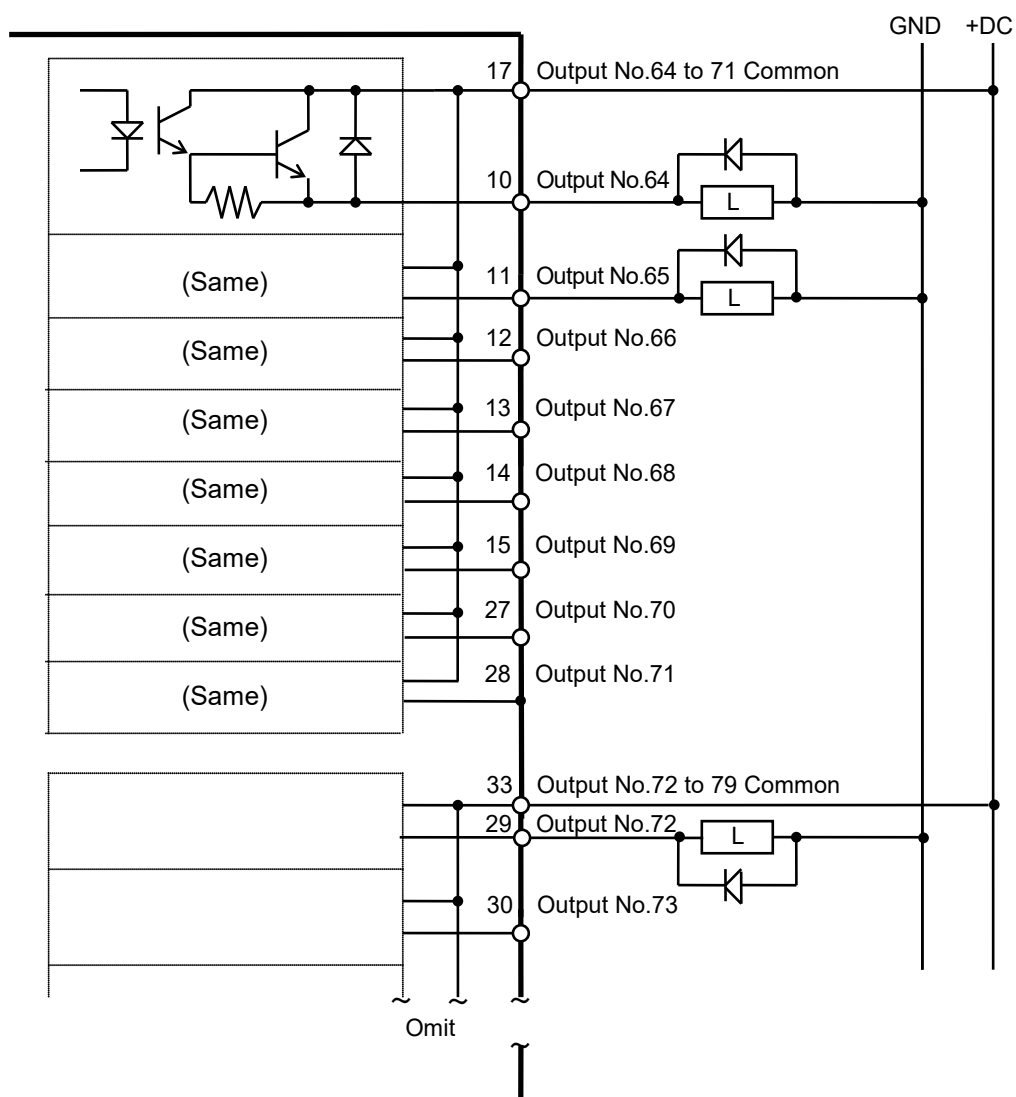 GND +DC
17 Output No.64 to 71 Common
10 Output No.64
L
(Same) 11 Output No.65
L
(Same) 12 Output No.66
(Same) 13 Output No.67
(Same) 14 Output No.68
(Same) 15 Output No.69
(Same) 27 Output No.70
(Same) 28 Output No.71
33 Output No.72 to 79 Common
29 Output No.72
L
30 Output No.73
Omit